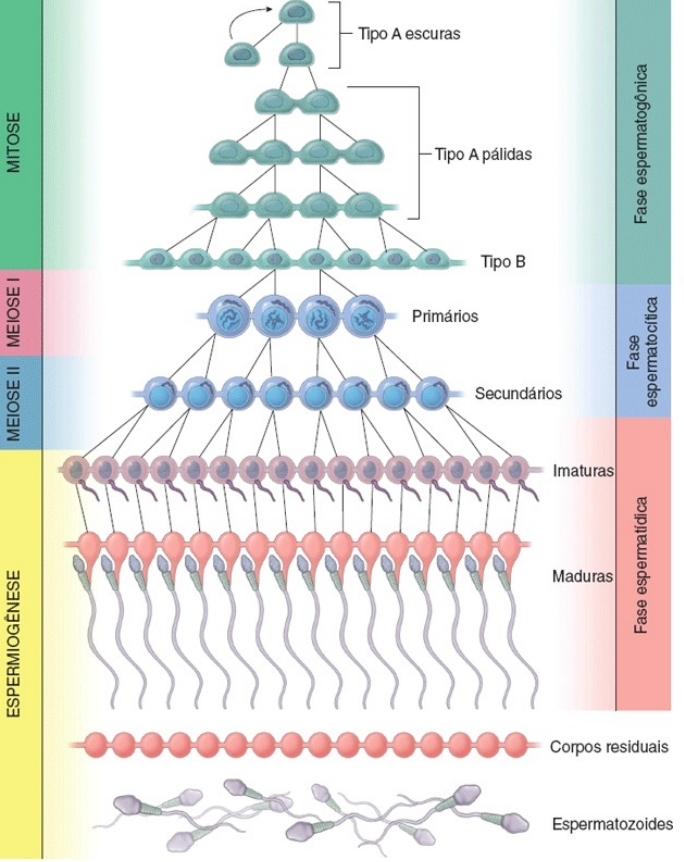 MITOSE
MEIOSE I
MEIOSE II
ESPERMIOGÊNESE
Tipo A escuras
Tipo A pálidas
Tipo B
Primários
Secundários
Imaturas
Maduras
Corpos residuais
Espermatozoides
Fase espermatogônica
Fase
espermatocítica
Fase espermatídica